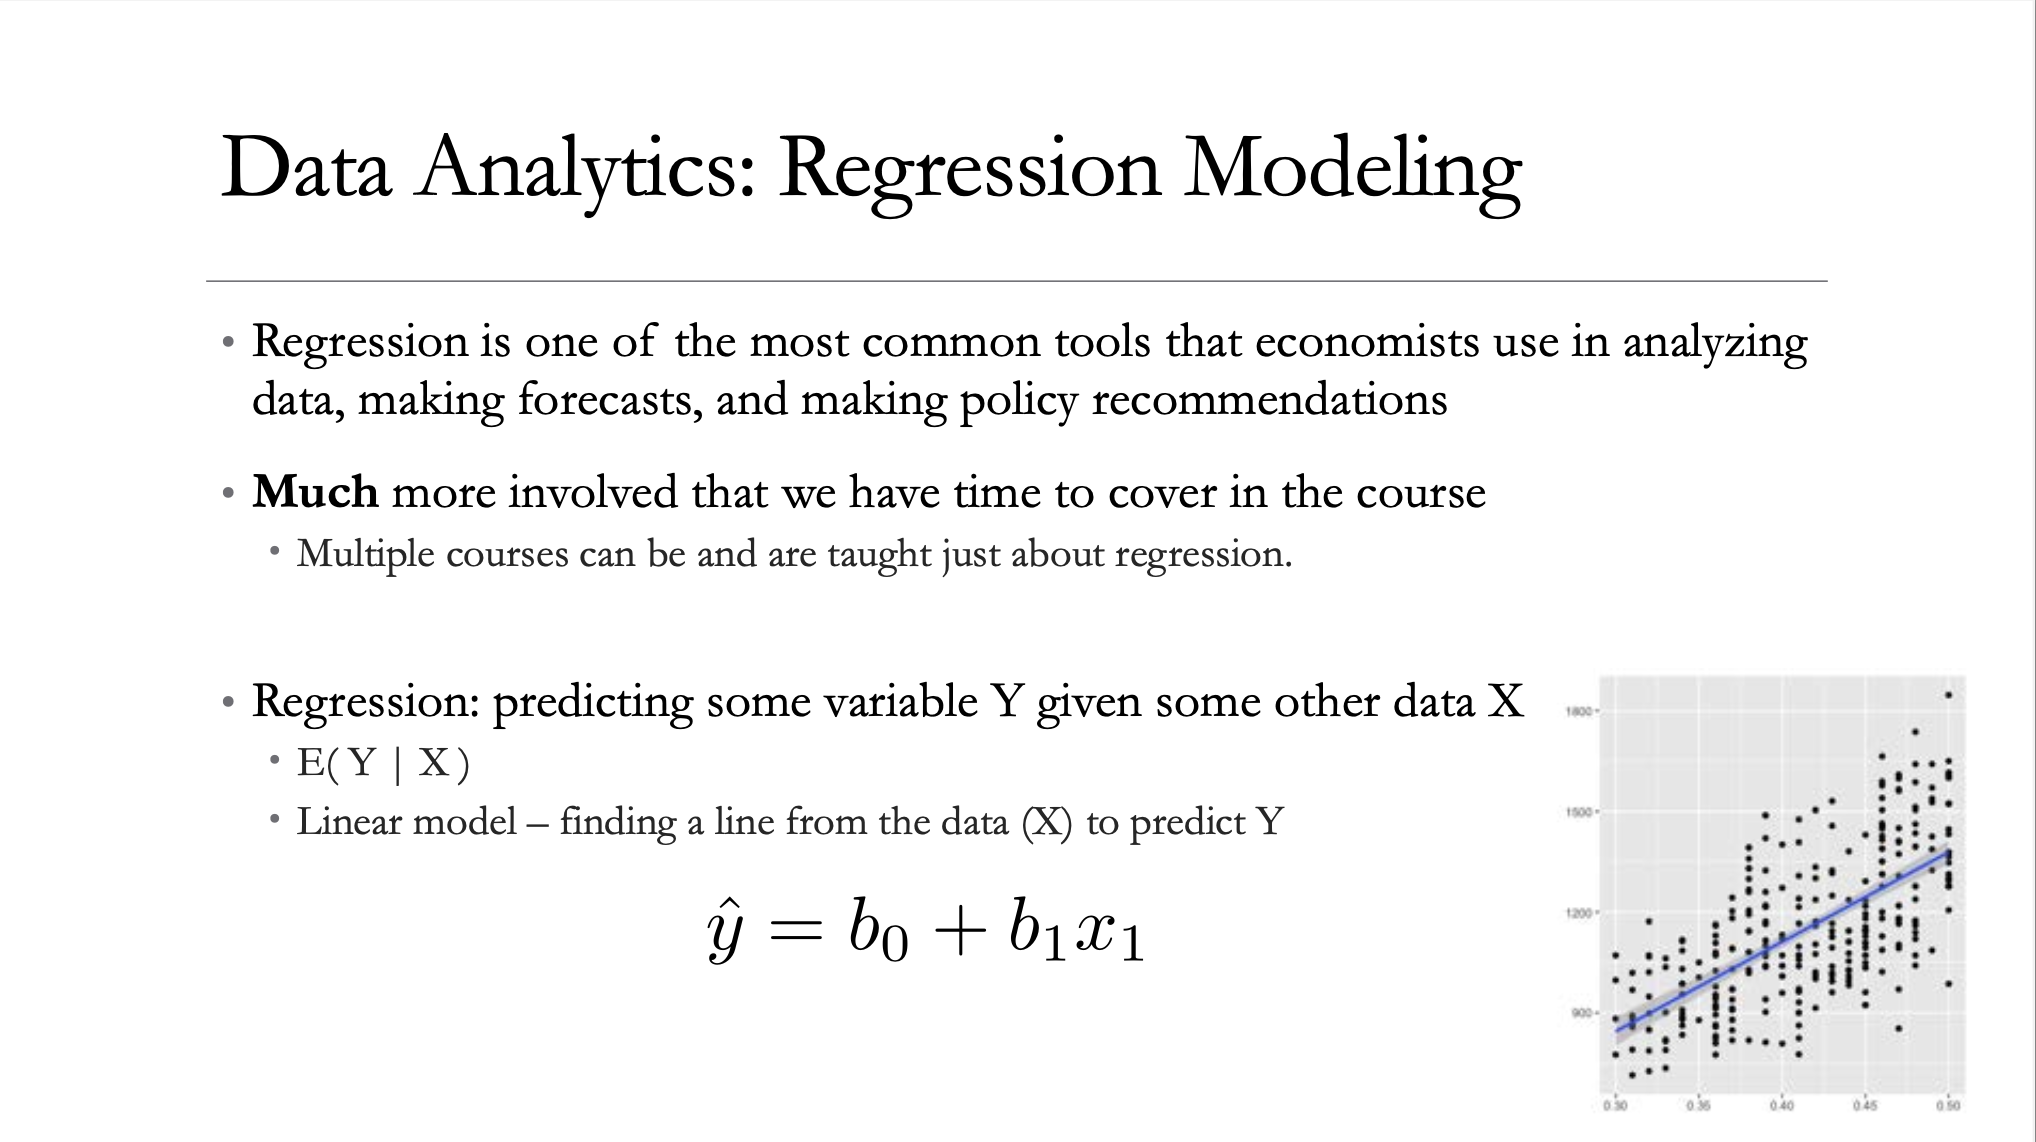 Data Analytics: Regression Modeling
• Regression is one of the most common tools that economists use in analyzing
data, making forecasts, and making policy recommendations
• Much more involved that we have time to cover in the course
• Multiple courses can be and are taught just about regression.
• Regression: predicting some variable Y given some other data X
• E( Y | X )
• Linear model – finding a line from the data (X) to predict Y
ŷ = b₀ + b₁x₁
1800
1500
1200
900
0.30 0.35 0.40 0.45 0.50